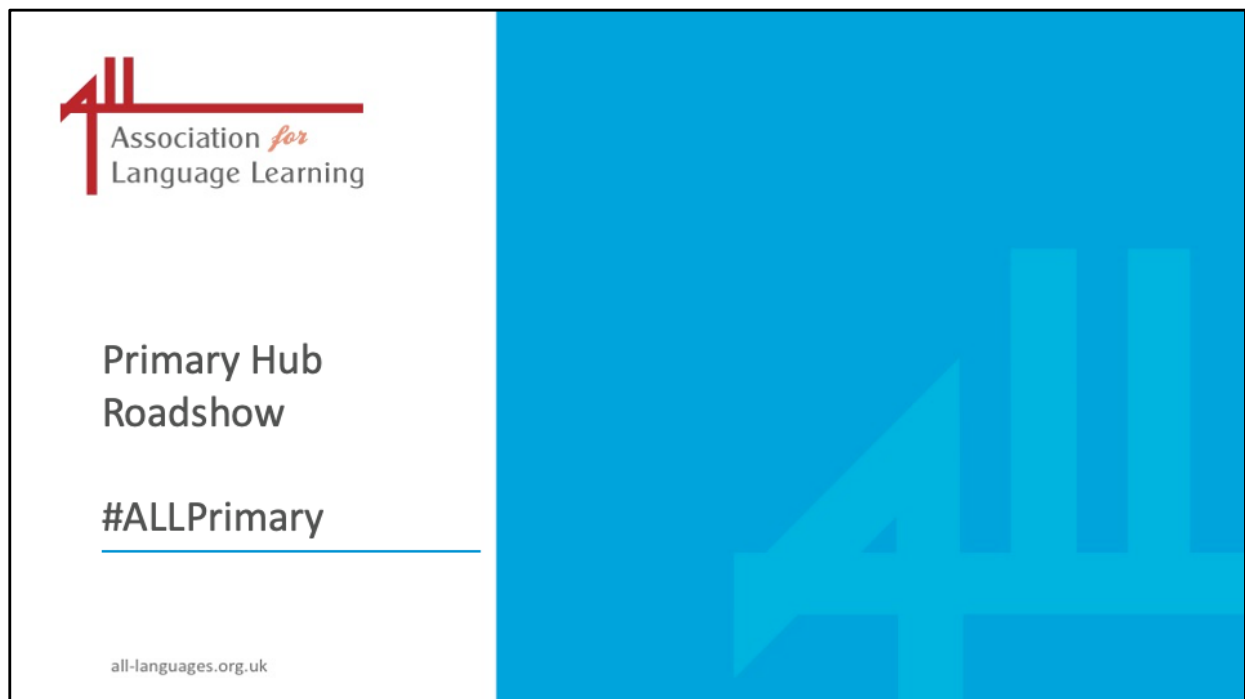 Association for
Language Learning
Primary Hub
Roadshow
#ALLPrimary
all-languages.org.uk